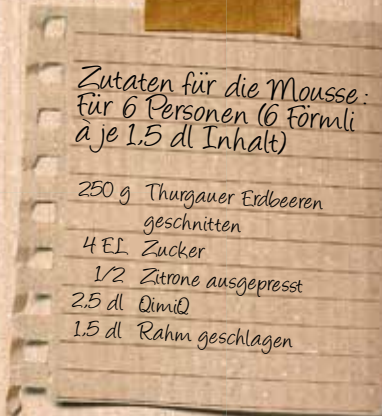 Zutaten für die Mousse:
Für 6 Personen (6 Förmli
à je 1,5 dl Inhalt)
250 g Thurgauer Erdbeeren
geschnitten
4 EL Zucker
1/2 Zitrone ausgepresst
2,5 dl QimiQ
1,5 dl Rahm geschlagen